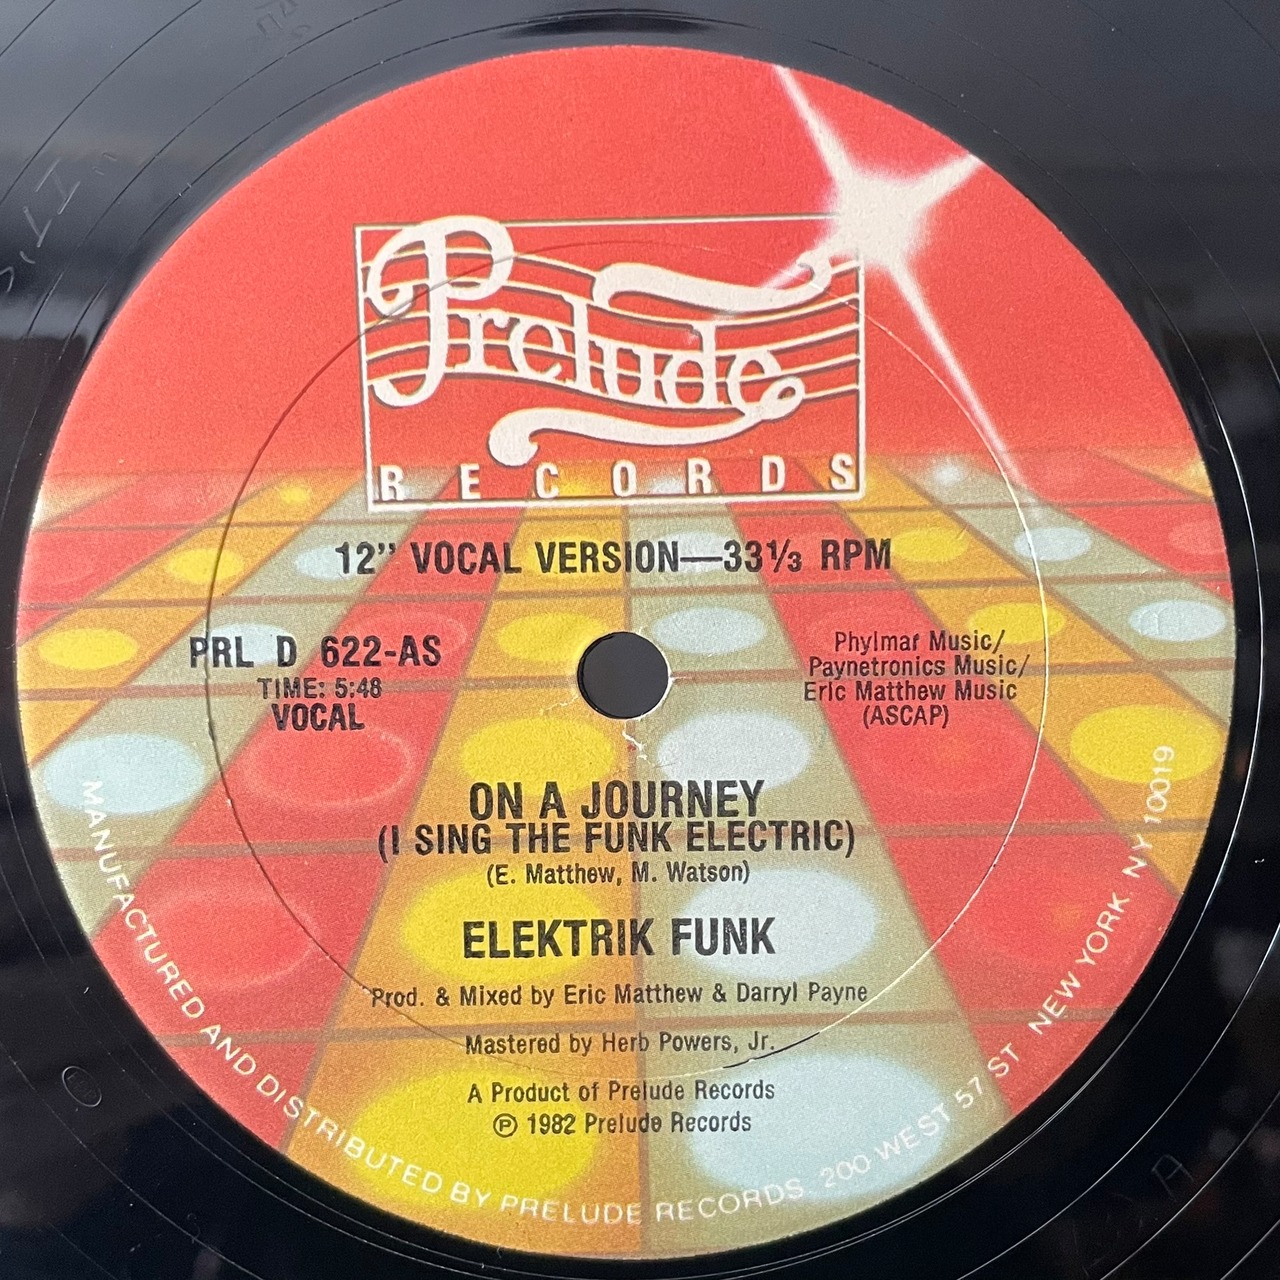 Prelude
RECORDS
12” VOCAL VERSION—33⅓ RPM
PRL D 622-AS
TIME: 5:48
VOCAL
Phylmar Music/
Paynetronics Music/
Eric Matthew Music
(ASCAP)
ON A JOURNEY
(I SING THE FUNK ELECTRIC)
(E. Matthew, M. Watson)
ELEKTRIK FUNK
Prod. & Mixed by Eric Matthew & Darryl Payne
Mastered by Herb Powers, Jr.
A Product of Prelude Records
℗ 1982 Prelude Records
MANUFACTURED AND DISTRIBUTED BY PRELUDE RECORDS. 200 WEST 57 ST NEW YORK. NY 10019